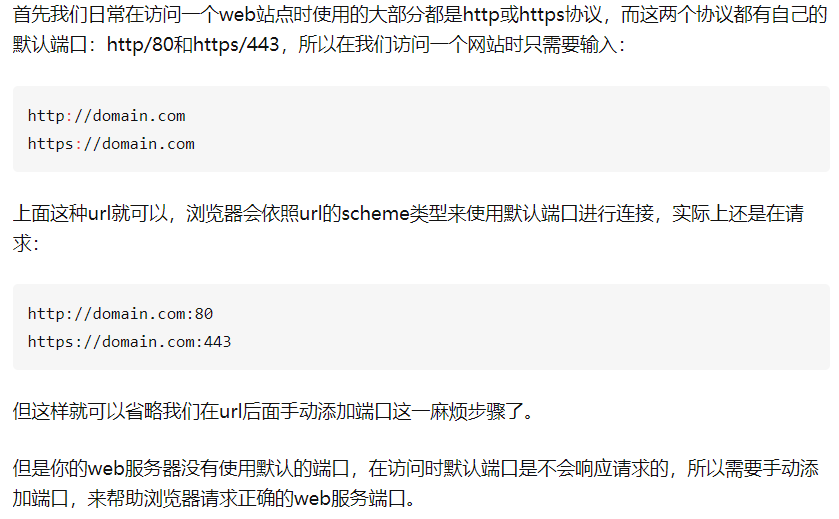 首先我们日常在访问一个web站点时使用的大部分都是http或https协议，而这两个协议都有自己的
默认端口：http/80和https/443，所以在我们访问一个网站时只需要输入：
http://domain.com
https://domain.com
上面这种url就可以，浏览器会依照url的scheme类型来使用默认端口进行连接，实际上还是在请
求：
http://domain.com:80
https://domain.com:443
但这样就可以省略我们在url后面手动添加端口这一麻烦步骤了。
但是你的web服务器没有使用默认的端口，在访问时默认端口是不会响应请求的，所以需要手动添
加端口，来帮助浏览器请求正确的web服务端口。